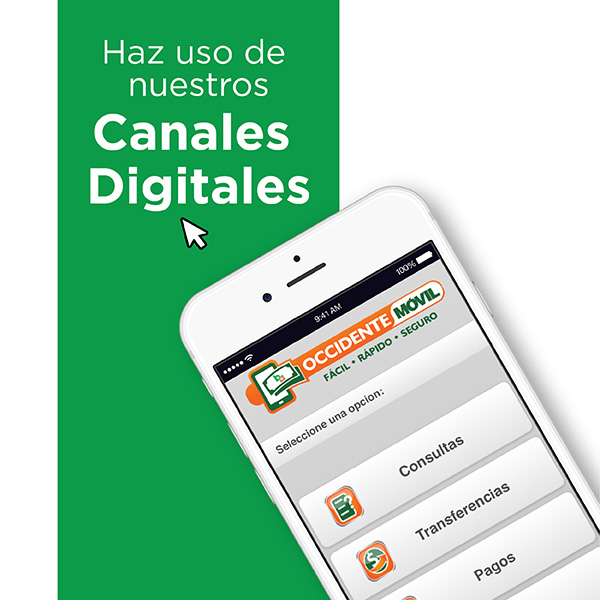 Haz uso de
nuestros
Canales
Digitales
9:41 AM
100%
OCCIDENTE MÓVIL
FÁCIL • RÁPIDO • SEGURO
Seleccione una opcion:
Consultas
Transferencias
Pagos